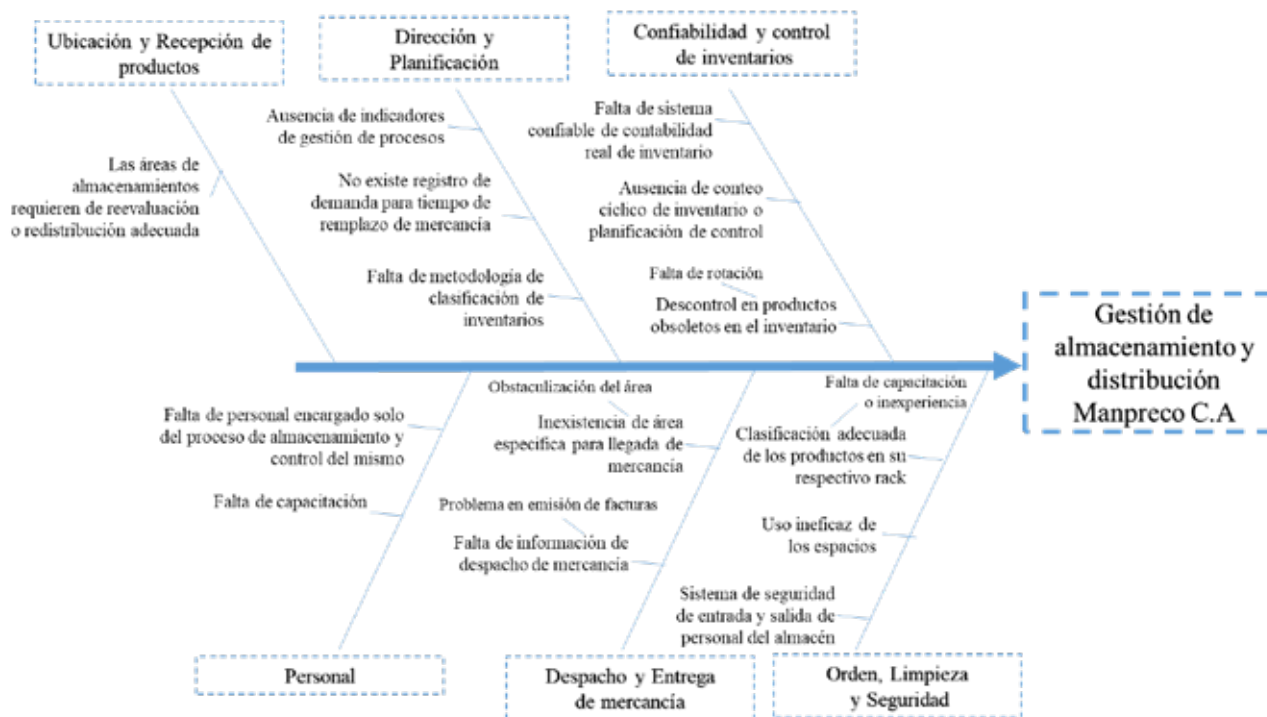 Ubicación y Recepción de
productos
Dirección y
Planificación
Confiabilidad y control
de inventarios
Las áreas de
almacenamientos
requieren de reevaluación
o redistribución adecuada
Ausencia de indicadores
de gestión de procesos
No existe registro de
demanda para tiempo de
remplazo de mercancía
Falta de metodología de
clasificación de
inventarios
Falta de sistema
confiable de contabilidad
real de inventario
Ausencia de conteo
cíclico de inventario o
planificación de control
Falta de rotación
Descontrol en productos
obsoletos en el inventario
Gestión de
almacenamiento y
distribución
Manpreco C.A
Falta de personal encargado solo
del proceso de almacenamiento y
control del mismo
Falta de capacitación
Obstaculización del área
Inexistencia de área
especifica para llegada de
mercancía
Problema en emisión de facturas
Falta de información de
despacho de mercancía
Falta de capacitación
o inexperiencia
Clasificación adecuada
de los productos en su
respectivo rack
Uso ineficaz de
los espacios
Sistema de seguridad
de entrada y salida de
personal del almacén
Personal
Despacho y Entrega
de mercancía
Orden, Limpieza
y Seguridad